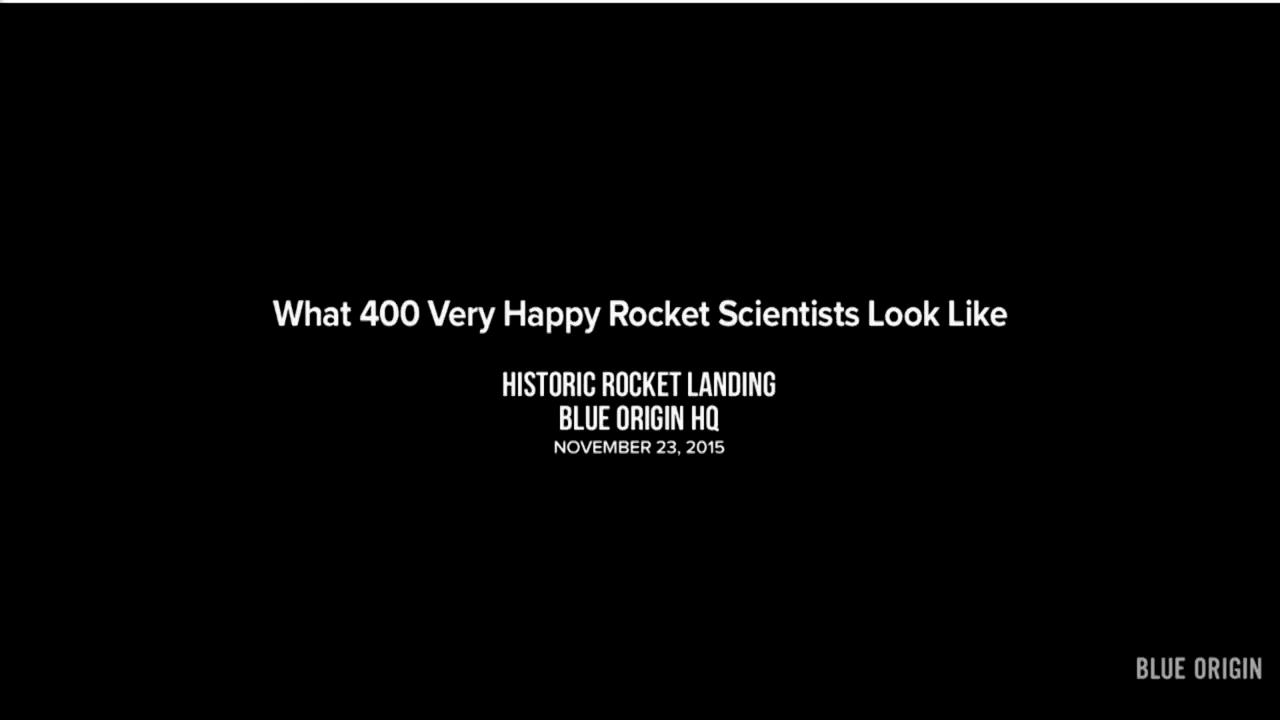 What 400 Very Happy Rocket Scientists Look Like
HISTORIC ROCKET LANDING
BLUE ORIGIN HQ
NOVEMBER 23, 2015
BLUE ORIGIN